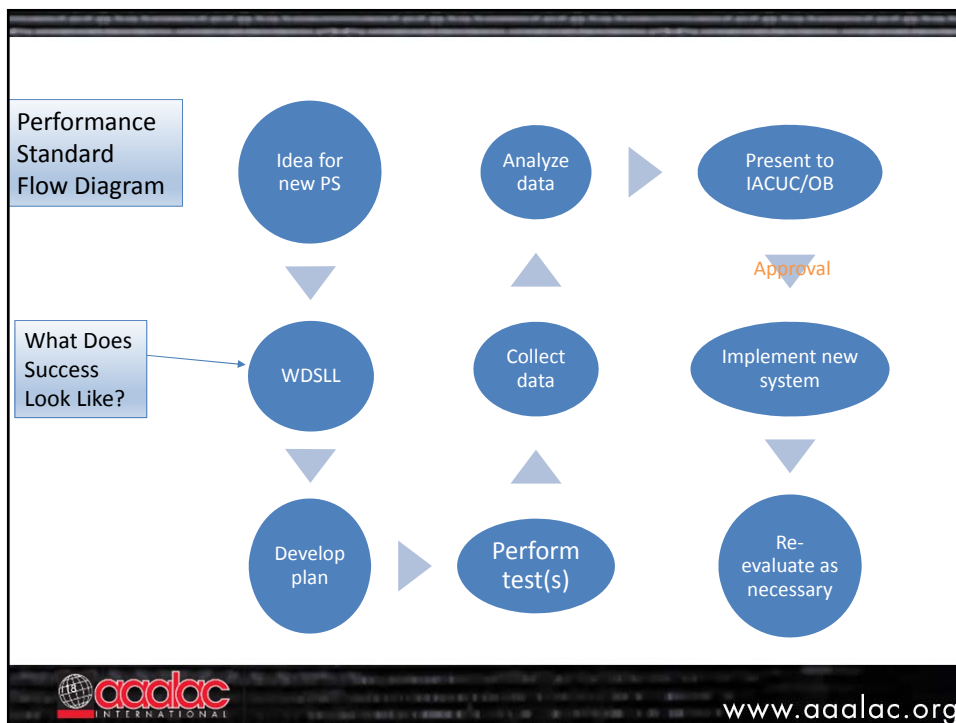 Performance
Standard
Flow Diagram
Idea for
new PS
What Does
Success
Look Like?
WDSLL
Develop
plan
Perform
test(s)
Collect
data
Analyze
data
Present to
IACUC/OB
Approval
Implement new
system
Re-
evaluate as
necessary
aaalac
INTERNATIONAL
www.aaalac.org